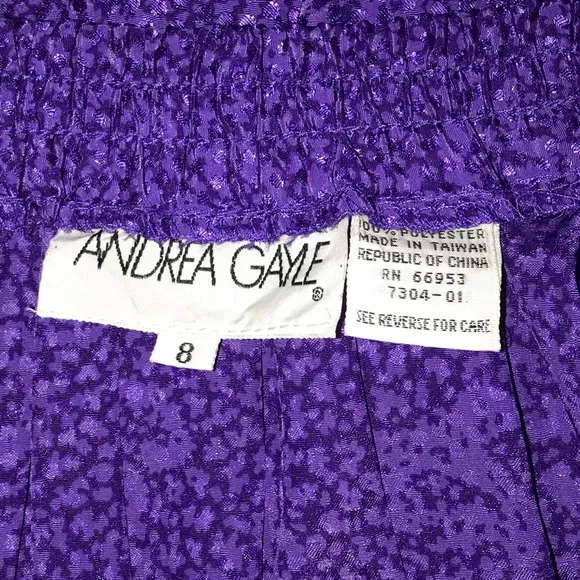 ANDREA GAYLE
®
8
100% POLYESTER
MADE IN TAIWAN
REPUBLIC OF CHINA
RN 66953
7304-01
SEE REVERSE FOR CARE